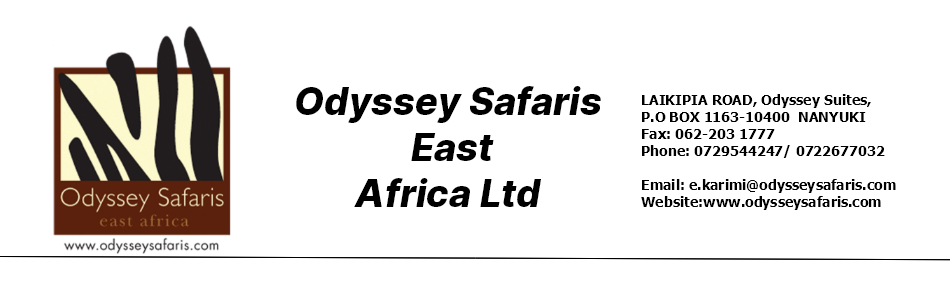 Odyssey Safaris
east africa
www.odysseysafaris.com
Odyssey Safaris
East
Africa Ltd
LAIKIPIA ROAD, Odyssey Suites,
P.O BOX 1163-10400  NANYUKI
Fax: 062-203 1777
Phone: 0729544247/ 0722677032
Email: e.karimi@odysseysafaris.com
Website:www.odysseysafaris.com